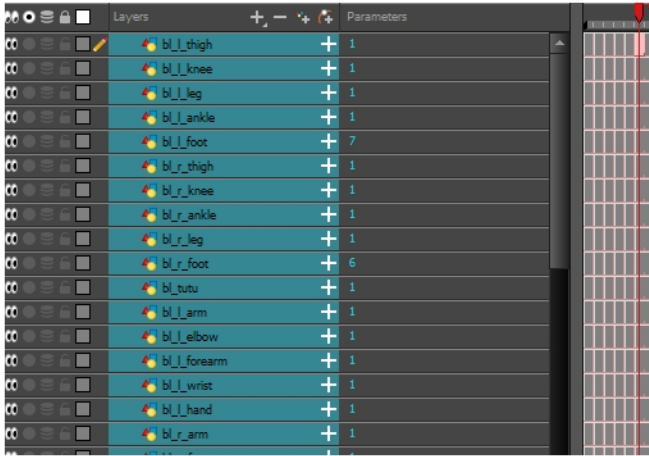 Layers Parameters
bl_l_thigh 1
bl_l_knee 1
bl_l_leg 1
bl_l_ankle 1
bl_l_foot 7
bl_r_thigh 1
bl_r_knee 1
bl_r_ankle 1
bl_r_leg 1
bl_r_foot 6
bl_tutu 1
bl_l_arm 1
bl_l_elbow 1
bl_l_forearm 1
bl_l_wrist 1
bl_l_hand 1
bl_r_arm 1